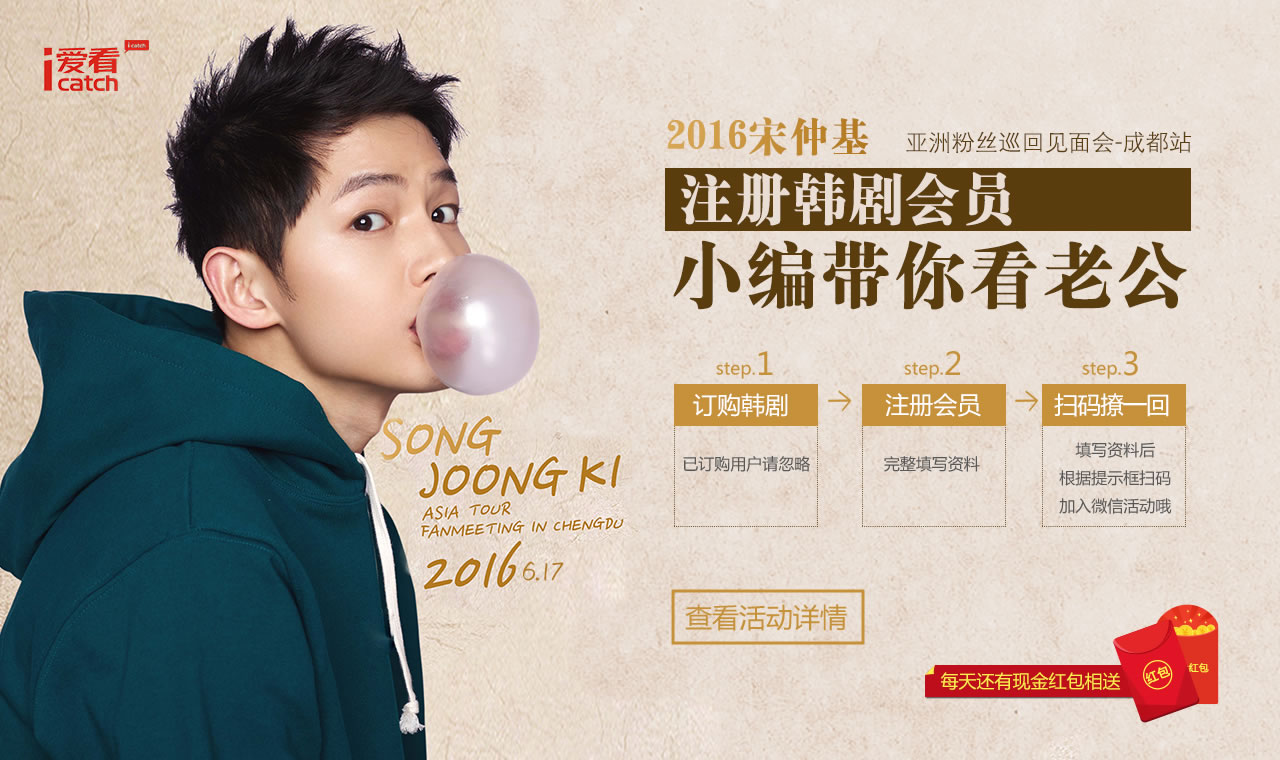 i爱看
i catch
catch
2016宋仲基 亚洲粉丝巡回见面会-成都站
注册韩剧会员
小编带你看老公
step.1
订购韩剧
已订购用户请忽略
step.2
注册会员
完整填写资料
step.3
扫码撩一回
填写资料后
根据提示框扫码
加入微信活动哦
SONG
JOONG KI
ASIA TOUR
FANMEETING IN CHENGDU
2016 6.17
查看活动详情
每天还有现金红包相送
红包
红包